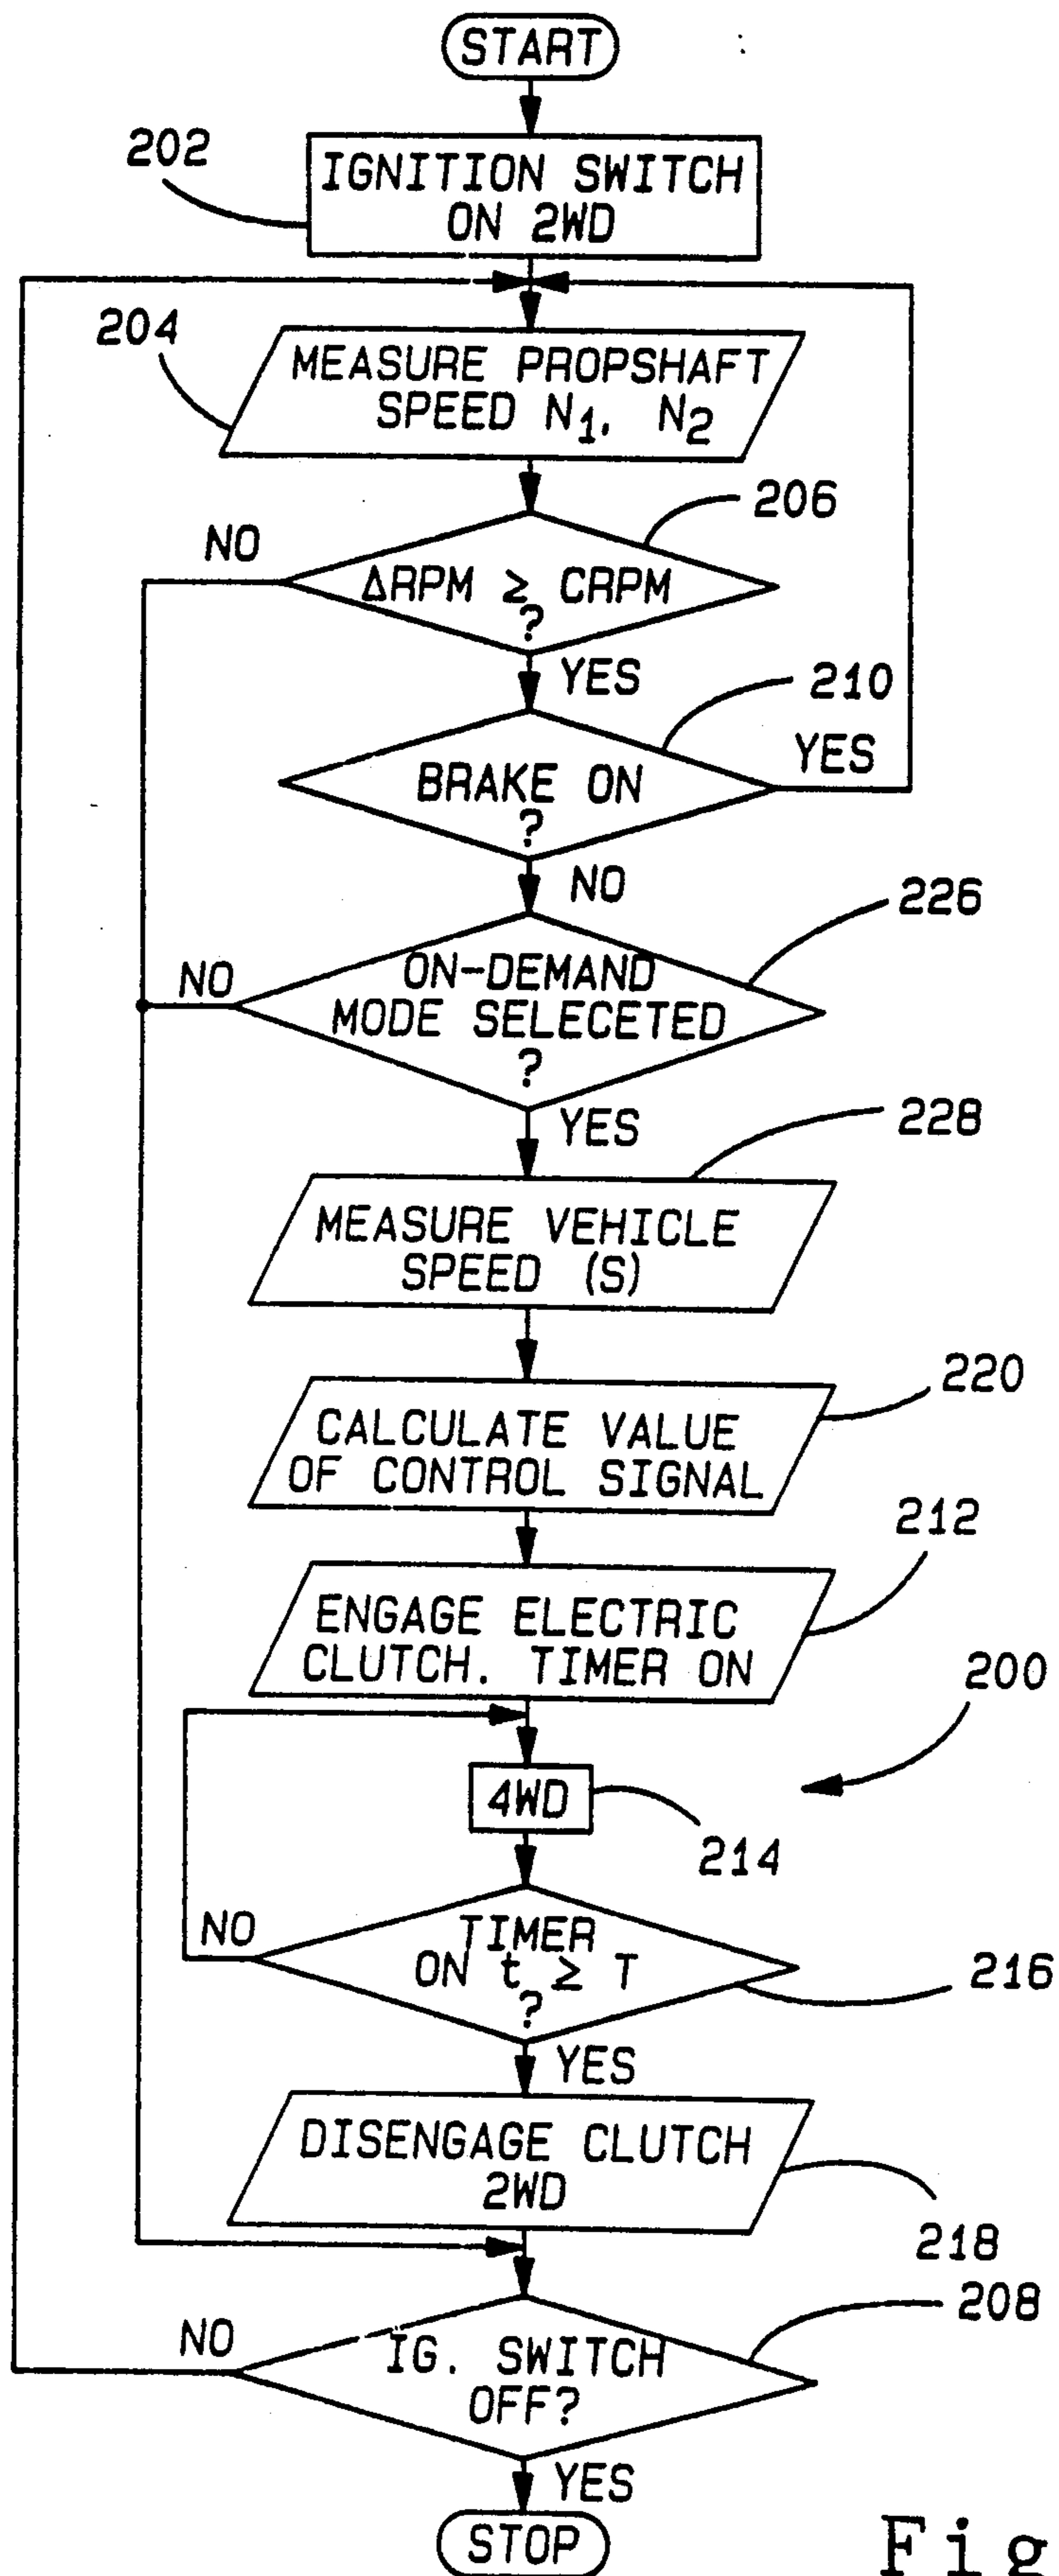 START
202
IGNITION SWITCH
ON 2WD
204
MEASURE PROPSHAFT
SPEED N1, N2
206
NO
ΔRPM ≥ CRPM
?
YES
210
YES
BRAKE ON
?
NO
226
NO
ON-DEMAND
MODE SELECETED
?
YES
228
MEASURE VEHICLE
SPEED (S)
220
CALCULATE VALUE
OF CONTROL SIGNAL
212
ENGAGE ELECTRIC
CLUTCH. TIMER ON
200
4WD
214
NO
TIMER
ON t ≥ T
?
216
YES
DISENGAGE CLUTCH
2WD
218
208
NO
IG. SWITCH
OFF?
YES
STOP
Fig